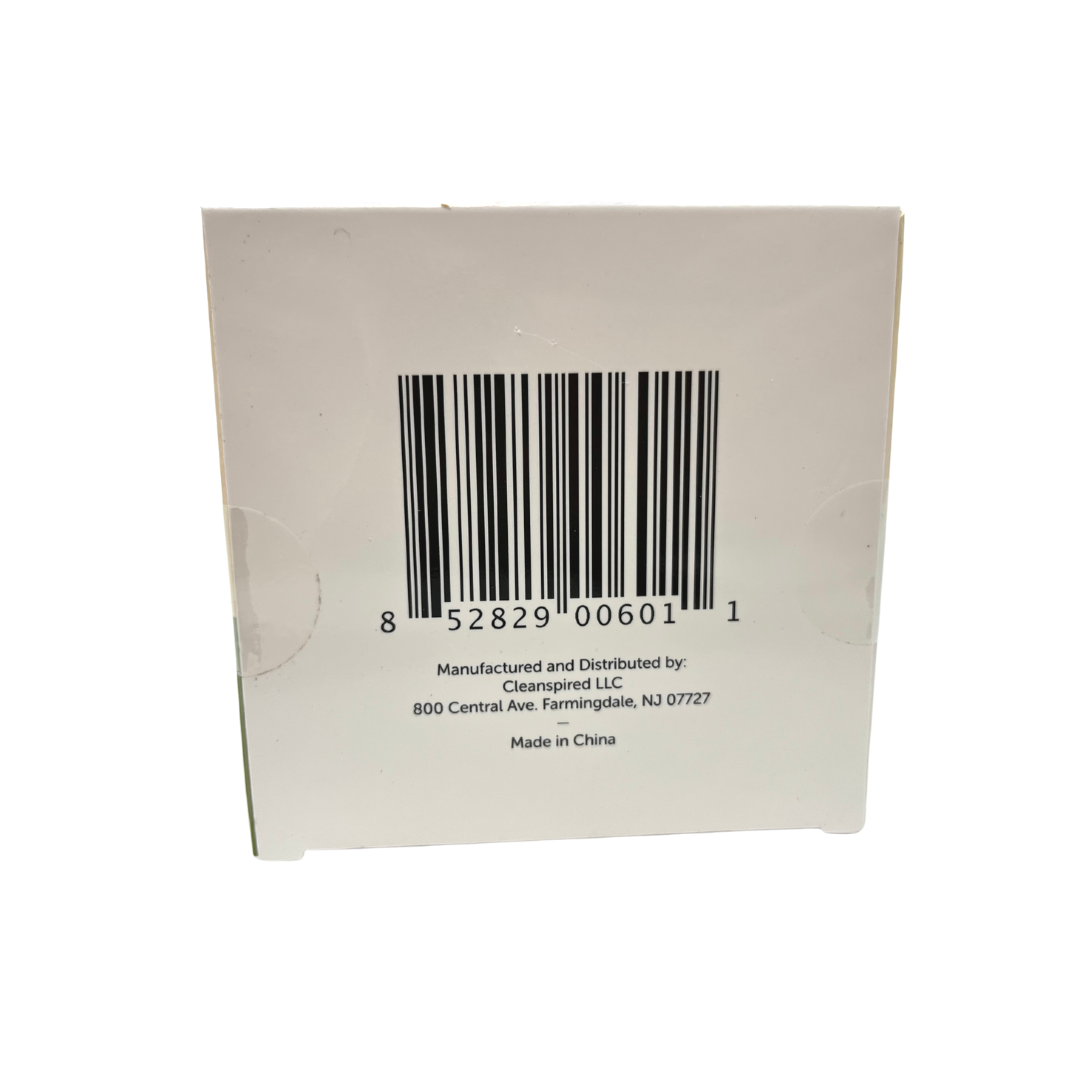 8 52829 00601 1
Manufactured and Distributed by:
Cleanspired LLC
800 Central Ave. Farmingdale, NJ 07727
—
Made in China